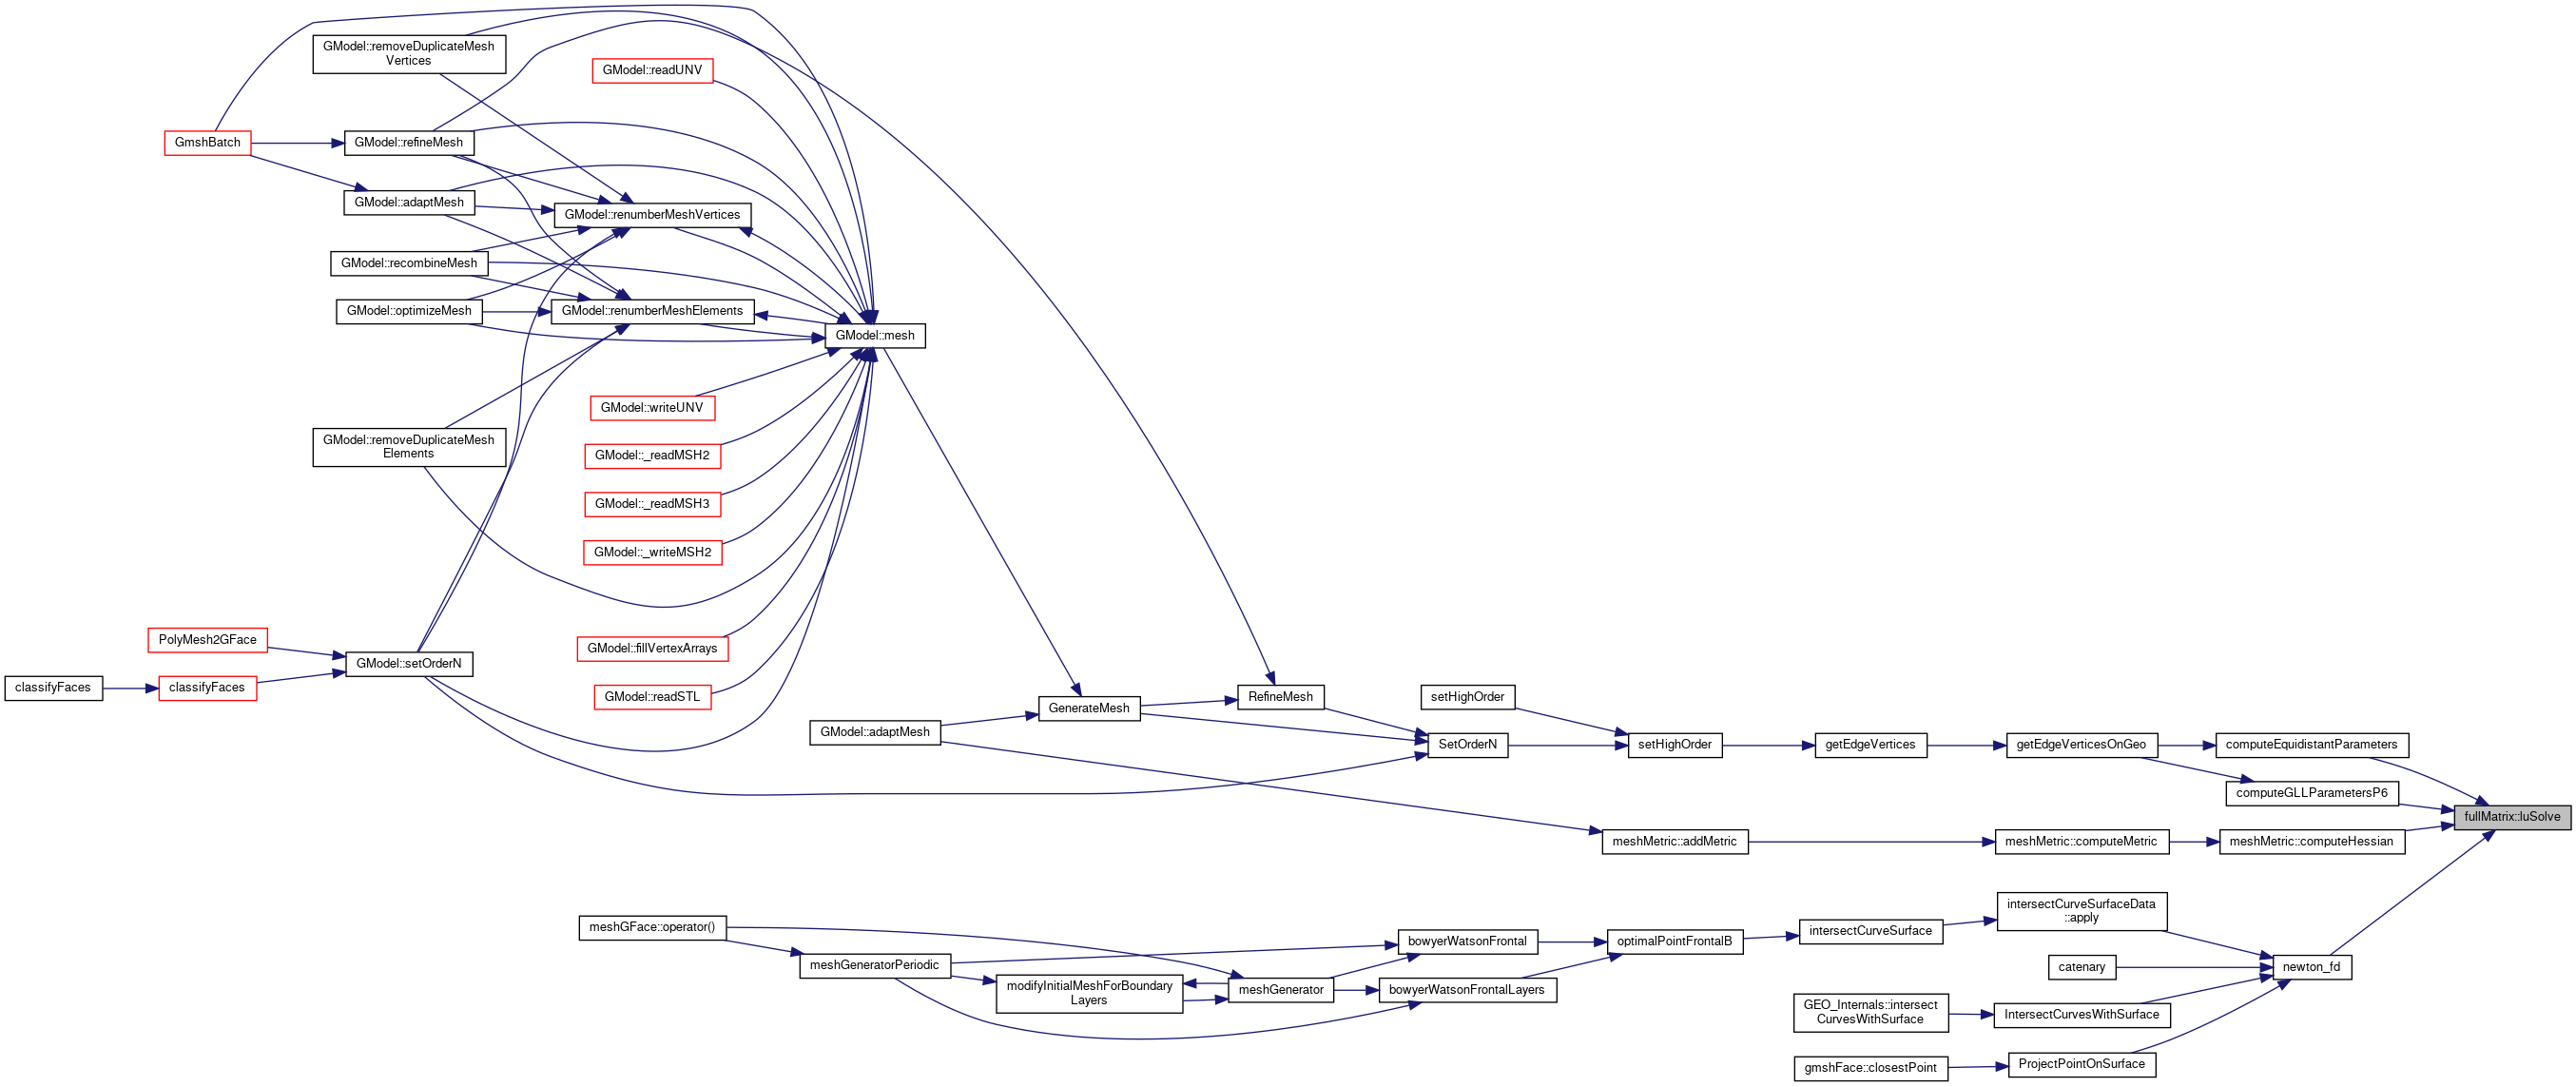 GModel::removeDuplicateMesh
Vertices
GModel::readUNV
GmshBatch
GModel::refineMesh
GModel::adaptMesh
GModel::renumberMeshVertices
GModel::recombineMesh
GModel::optimizeMesh
GModel::renumberMeshElements
GModel::mesh
GModel::writeUNV
GModel::removeDuplicateMesh
Elements
GModel::_readMSH2
GModel::_readMSH3
GModel::_writeMSH2
PolyMesh2GFace
GModel::fillVertexArrays
GModel::setOrderN
classifyFaces
classifyFaces
GModel::readSTL
GenerateMesh
RefineMesh
setHighOrder
GModel::adaptMesh
SetOrderN
setHighOrder
getEdgeVertices
getEdgeVerticesOnGeo
computeEquidistantParameters
computeGLLParametersP6
fullMatrix::luSolve
meshMetric::addMetric
meshMetric::computeMetric
meshMetric::computeHessian
meshGFace::operator()
meshGeneratorPeriodic
modifyInitialMeshForBoundary
Layers
meshGenerator
bowyerWatsonFrontal
bowyerWatsonFrontalLayers
optimalPointFrontalB
intersectCurveSurface
intersectCurveSurfaceData
::apply
catenary
newton_fd
GEO_Internals::intersect
CurvesWithSurface
IntersectCurvesWithSurface
gmshFace::closestPoint
ProjectPointOnSurface